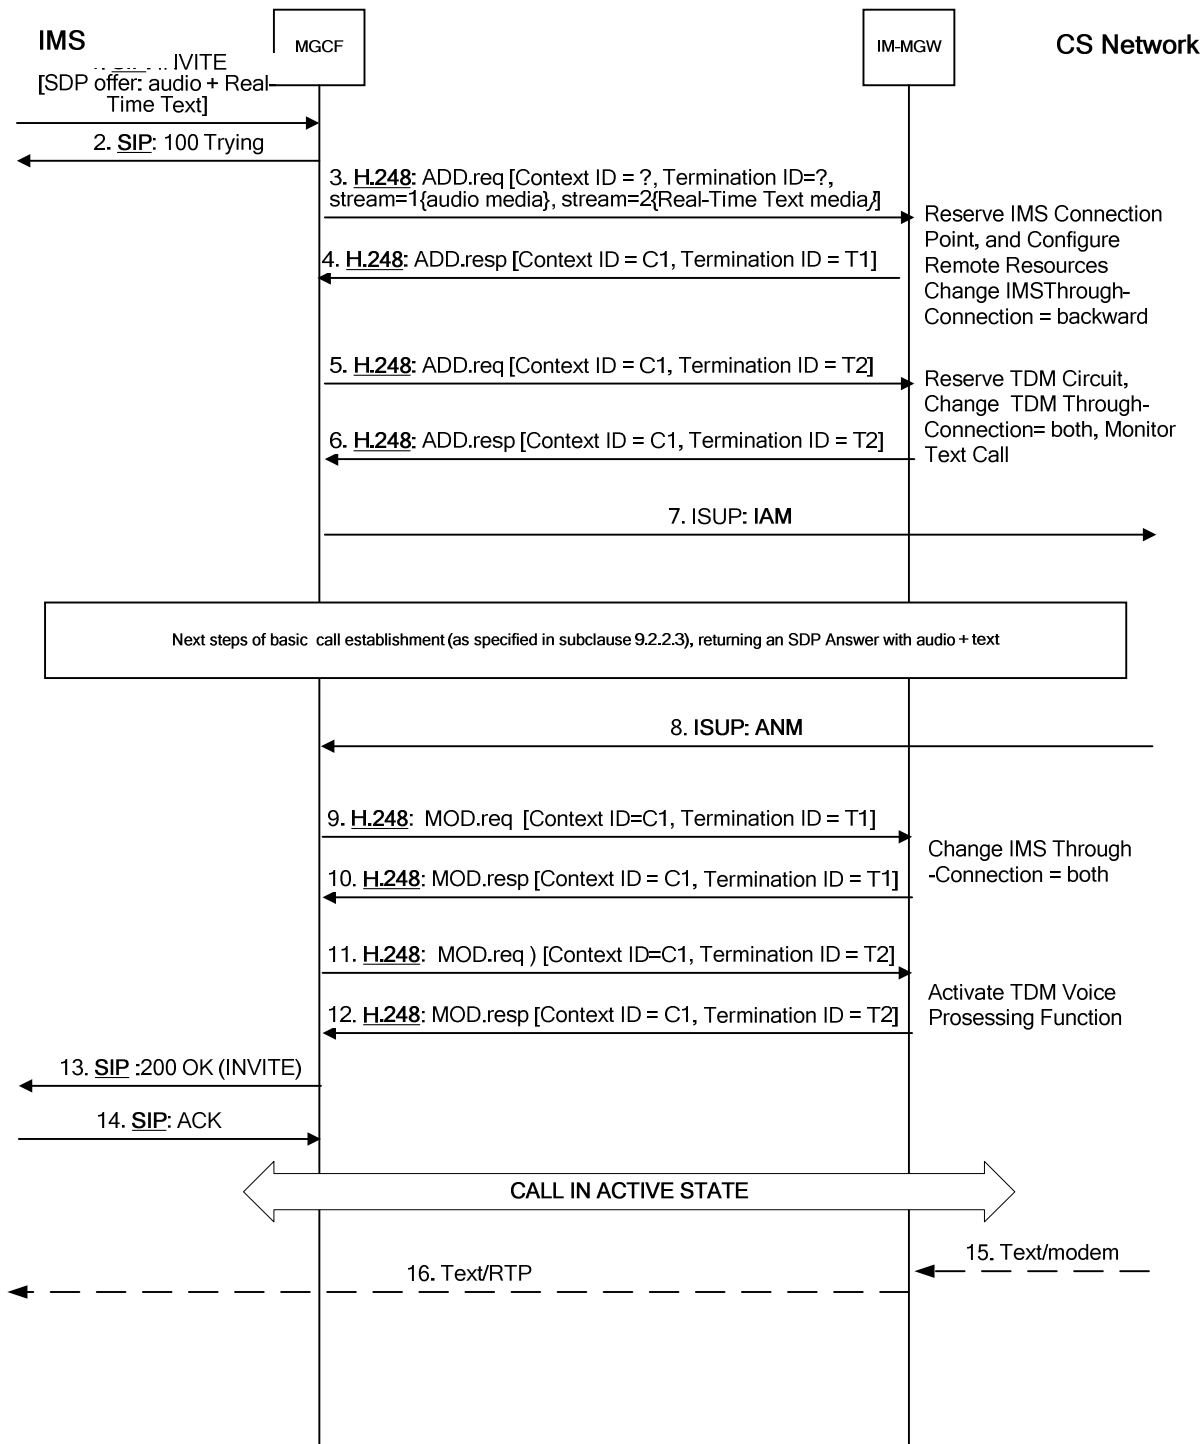 IMS
MGCF
IM-MGW
CS Network
INVITE
[SDP offer: audio + Real-
Time Text]
2. SIP: 100 Trying
3. H.248: ADD.req [Context ID = ?, Termination ID=?,
stream=1{audio media}, stream=2{Real-Time Text media}]
Reserve IMS Connection
Point, and Configure
Remote Resources
Change IMSThrough-
Connection = backward
4. H.248: ADD.resp [Context ID = C1, Termination ID = T1]
5. H.248: ADD.req [Context ID = C1, Termination ID = T2]
Reserve TDM Circuit,
Change TDM Through-
Connection= both, Monitor
Text Call
6. H.248: ADD.resp [Context ID = C1, Termination ID = T2]
7. ISUP: IAM
Next steps of basic call establishment (as specified in subclause 9.2.2.3), returning an SDP Answer with audio + text
8. ISUP: ANM
9. H.248: MOD.req [Context ID=C1, Termination ID = T1]
Change IMS Through
-Connection = both
10. H.248: MOD.resp [Context ID = C1, Termination ID = T1]
11. H.248: MOD.req ) [Context ID=C1, Termination ID = T2]
Activate TDM Voice
Prosessing Function
12. H.248: MOD.resp [Context ID = C1, Termination ID = T2]
13. SIP :200 OK (INVITE)
14. SIP: ACK
CALL IN ACTIVE STATE
15. Text/modem
16. Text/RTP